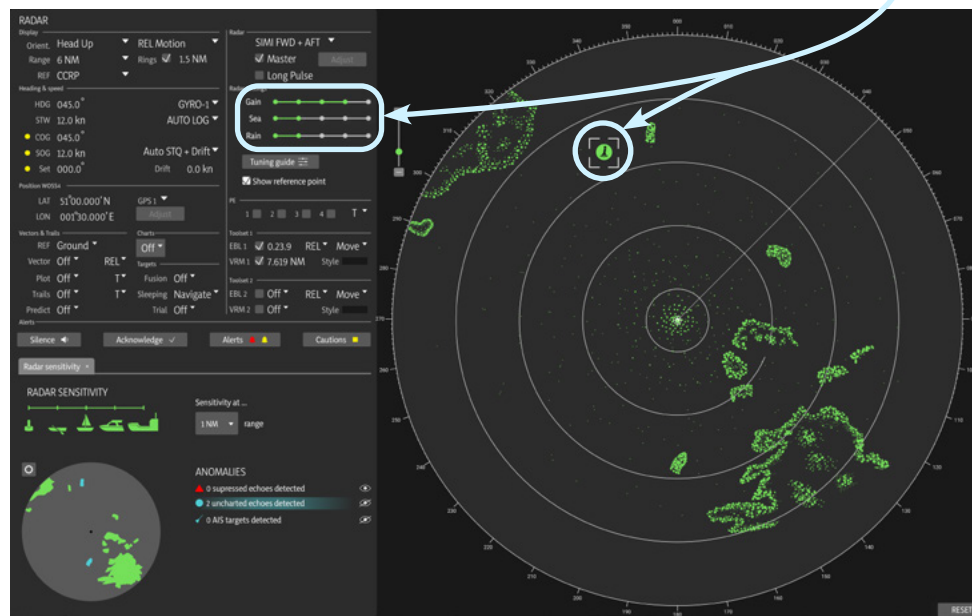 RADAR
Display
Orient. Head Up REL Motion
Range 6 NM Rings 1.5 NM
REF CCRP
Heading & speed
HDG 045.0° GYRO-1
STW 12.0 kn AUTO LOG
COG 045.0°
SOG 12.0 kn Auto STQ + Drift
Set 000.0° Drift 0.0 kn
Position WDSS4
LAT 51°00.000'N GPS 1
LON 001°30.000'E Adjust
Vectors & Trails Charts
REF Ground Off
Vector Off REL Targets
Plot Off T Fusion Off
Trails Off T Sleeping Navigate
Predict Off Trial Off
Radar
SIMI FWD + AFT
Master Adjust
Long Pulse
Gain
Sea
Rain
Tuning guide
Show reference point
PE
1 2 3 4 T
Toolset 1
EBL 1 0.23.9 REL Move
VRM 1 7.619 NM Style
Toolset 2
EBL 2 Off REL Move
VRM 2 Off Style
Alerts
Silence Acknowledge Alerts Cautions
Radar sensitivity ×
RADAR SENSITIVITY
Sensitivity at ...
1 NM range
ANOMALIES
0 supressed echoes detected
2 uncharted echoes detected
0 AIS targets detected
RESET